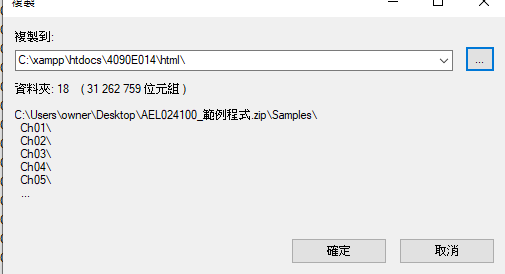 複製
複製到:
C:\xampp\htdocs\4090E014\html\
...
資料夾: 18 ( 31 262 759 位元組 )
C:\Users\owner\Desktop\AEL024100_範例程式.zip\Samples\
Ch01\
Ch02\
Ch03\
Ch04\
Ch05\
...
確定
取消